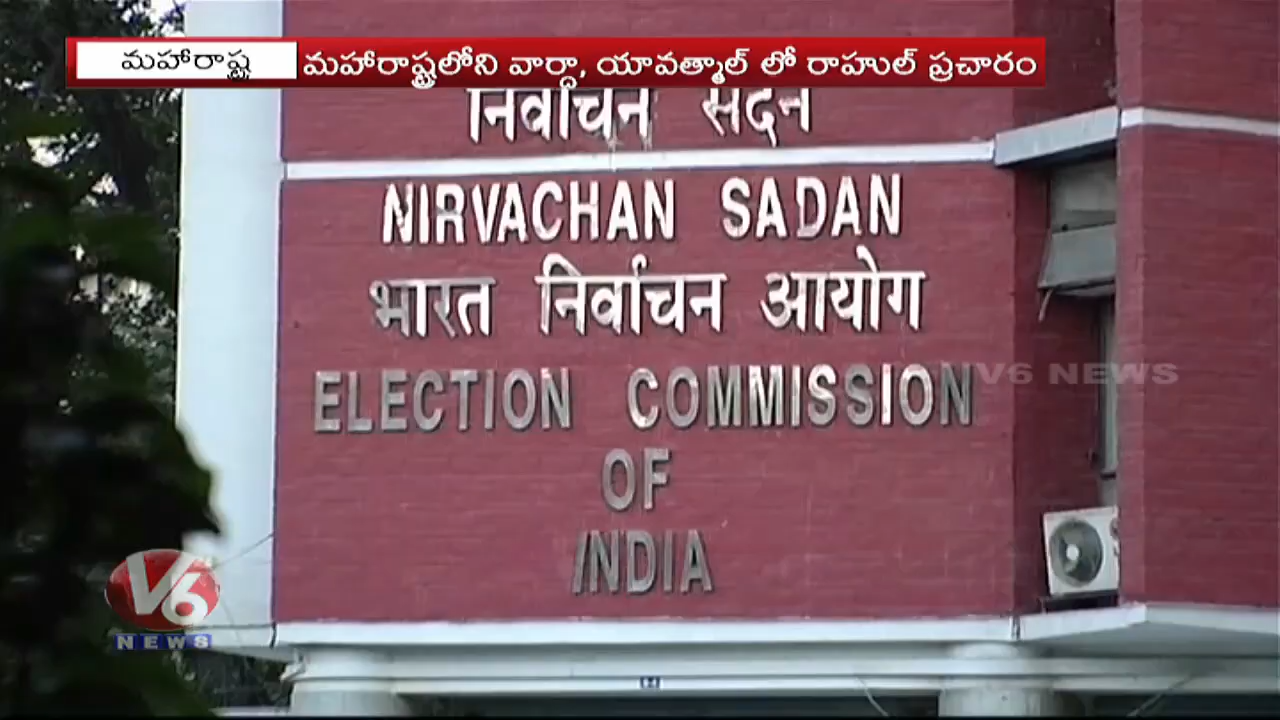 మహారాష్ట్ర
మహారాష్ట్రలోని వార్ధా, యావత్మాల్ లో రాహుల్ ప్రచారం
निर्वाचन सदन
NIRVACHAN SADAN
भारत निर्वाचन आयोग
ELECTION COMMISSION
OF
INDIA
V6 NEWS
V6
NEWS